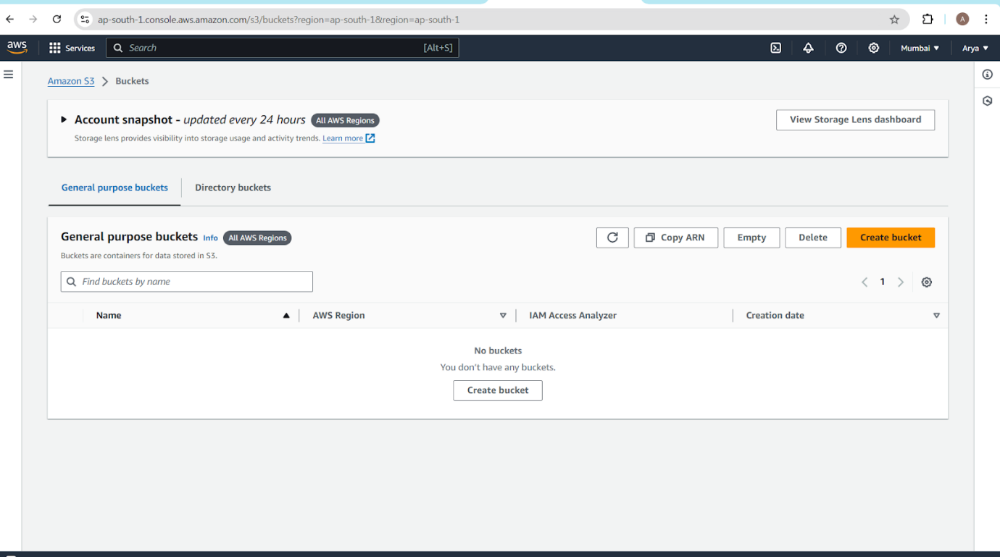 ap-south-1.console.aws.amazon.com/s3/buckets?region=ap-south-1&region=ap-south-1
A
aws Services Search [Alt+S] Mumbai Arya
Amazon S3 Buckets
Account snapshot - updated every 24 hours All AWS Regions View Storage Lens dashboard
Storage lens provides visibility into storage usage and activity trends. Learn more
General purpose buckets Directory buckets
General purpose buckets Info All AWS Regions Copy ARN Empty Delete Create bucket
Buckets are containers for data stored in S3.
Find buckets by name 1
Name AWS Region IAM Access Analyzer Creation date
No buckets
You don't have any buckets.
Create bucket